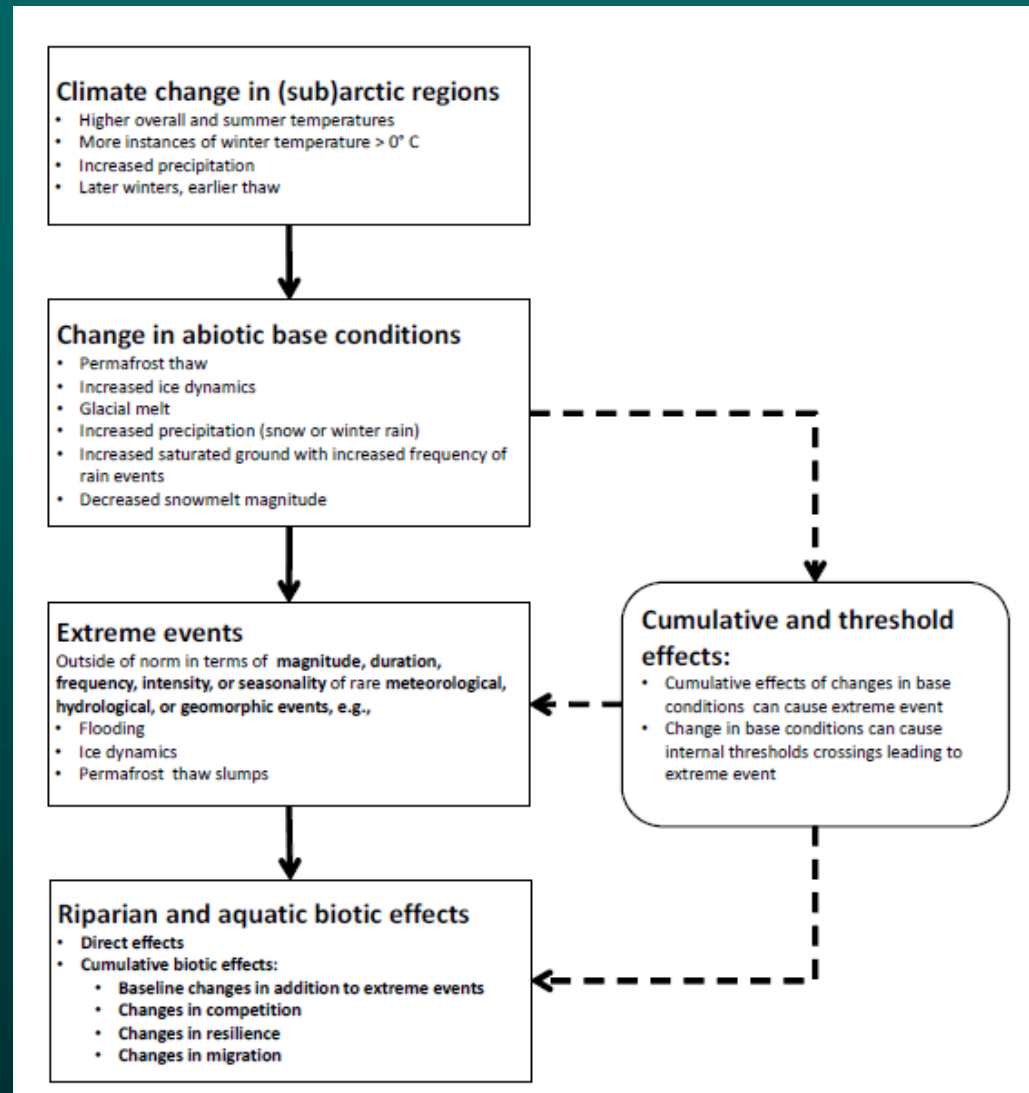 Climate change in (sub)arctic regions
• Higher overall and summer temperatures
• More instances of winter temperature > 0° C
• Increased precipitation
• Later winters, earlier thaw
Change in abiotic base conditions
• Permafrost thaw
• Increased ice dynamics
• Glacial melt
• Increased precipitation (snow or winter rain)
• Increased saturated ground with increased frequency of
rain events
• Decreased snowmelt magnitude
Extreme events
Outside of norm in terms of magnitude, duration,
frequency, intensity, or seasonality of rare meteorological,
hydrological, or geomorphic events, e.g.,
• Flooding
• Ice dynamics
• Permafrost thaw slumps
Cumulative and threshold
effects:
• Cumulative effects of changes in base
conditions can cause extreme event
• Change in base conditions can cause
internal thresholds crossings leading to
extreme event
Riparian and aquatic biotic effects
• Direct effects
• Cumulative biotic effects:
• Baseline changes in addition to extreme events
• Changes in competition
• Changes in resilience
• Changes in migration